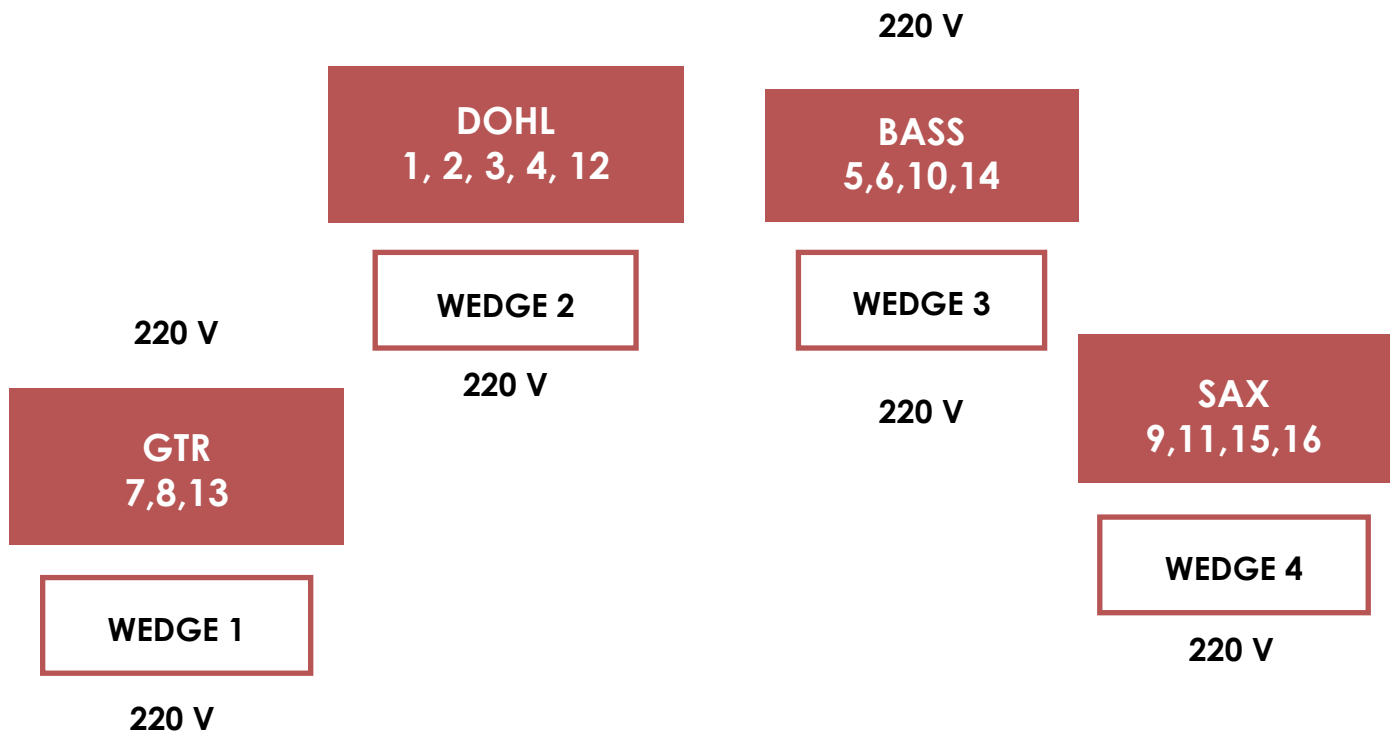 220 V
DOHL
1, 2, 3, 4, 12
BASS
5,6,10,14
WEDGE 2
WEDGE 3
220 V
220 V
220 V
GTR
7,8,13
SAX
9,11,15,16
WEDGE 1
WEDGE 4
220 V
220 V